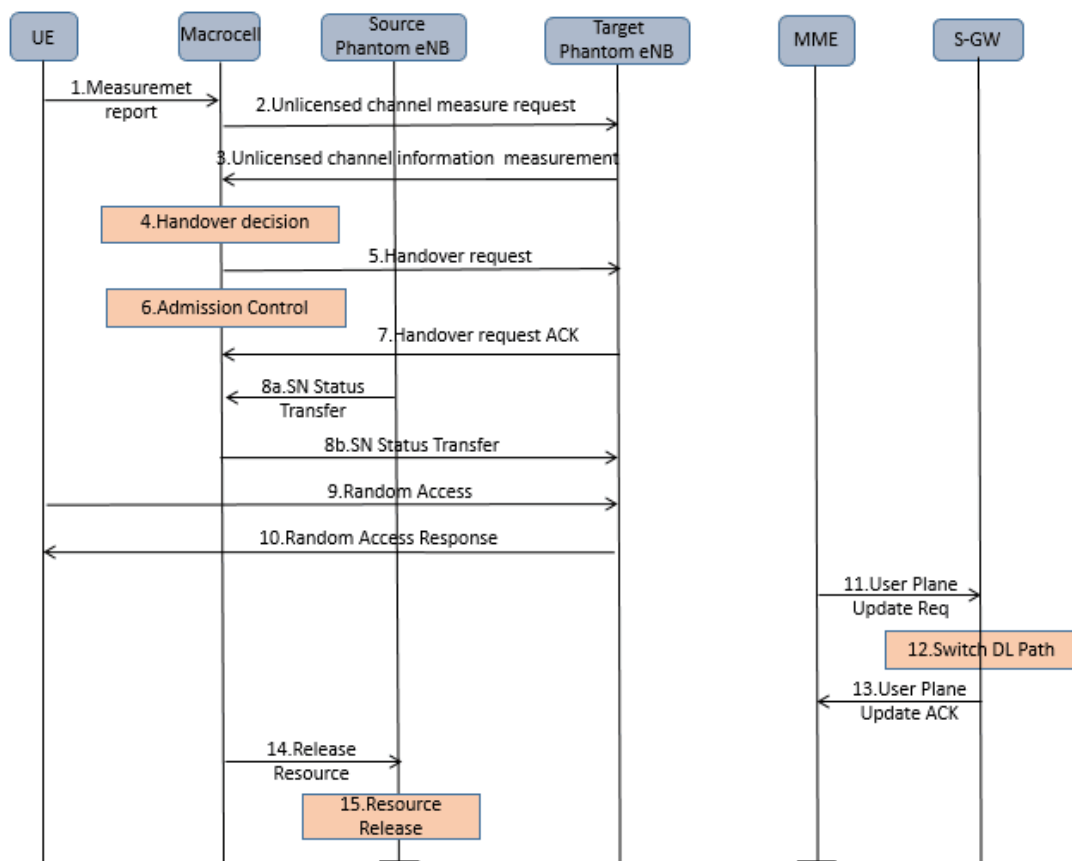 UE
Macrocell
Source
Phantom eNB
Target
Phantom eNB
MME
S-GW
1.Measuremet
report
2.Unlicensed channel measure request
3.Unlicensed channel information measurement
4.Handover decision
5.Handover request
6.Admission Control
7.Handover request ACK
8a.SN Status
Transfer
8b.SN Status Transfer
9.Random Access
10.Random Access Response
11.User Plane
Update Req
12.Switch DL Path
13.User Plane
Update ACK
14.Release
Resource
15.Resource
Release